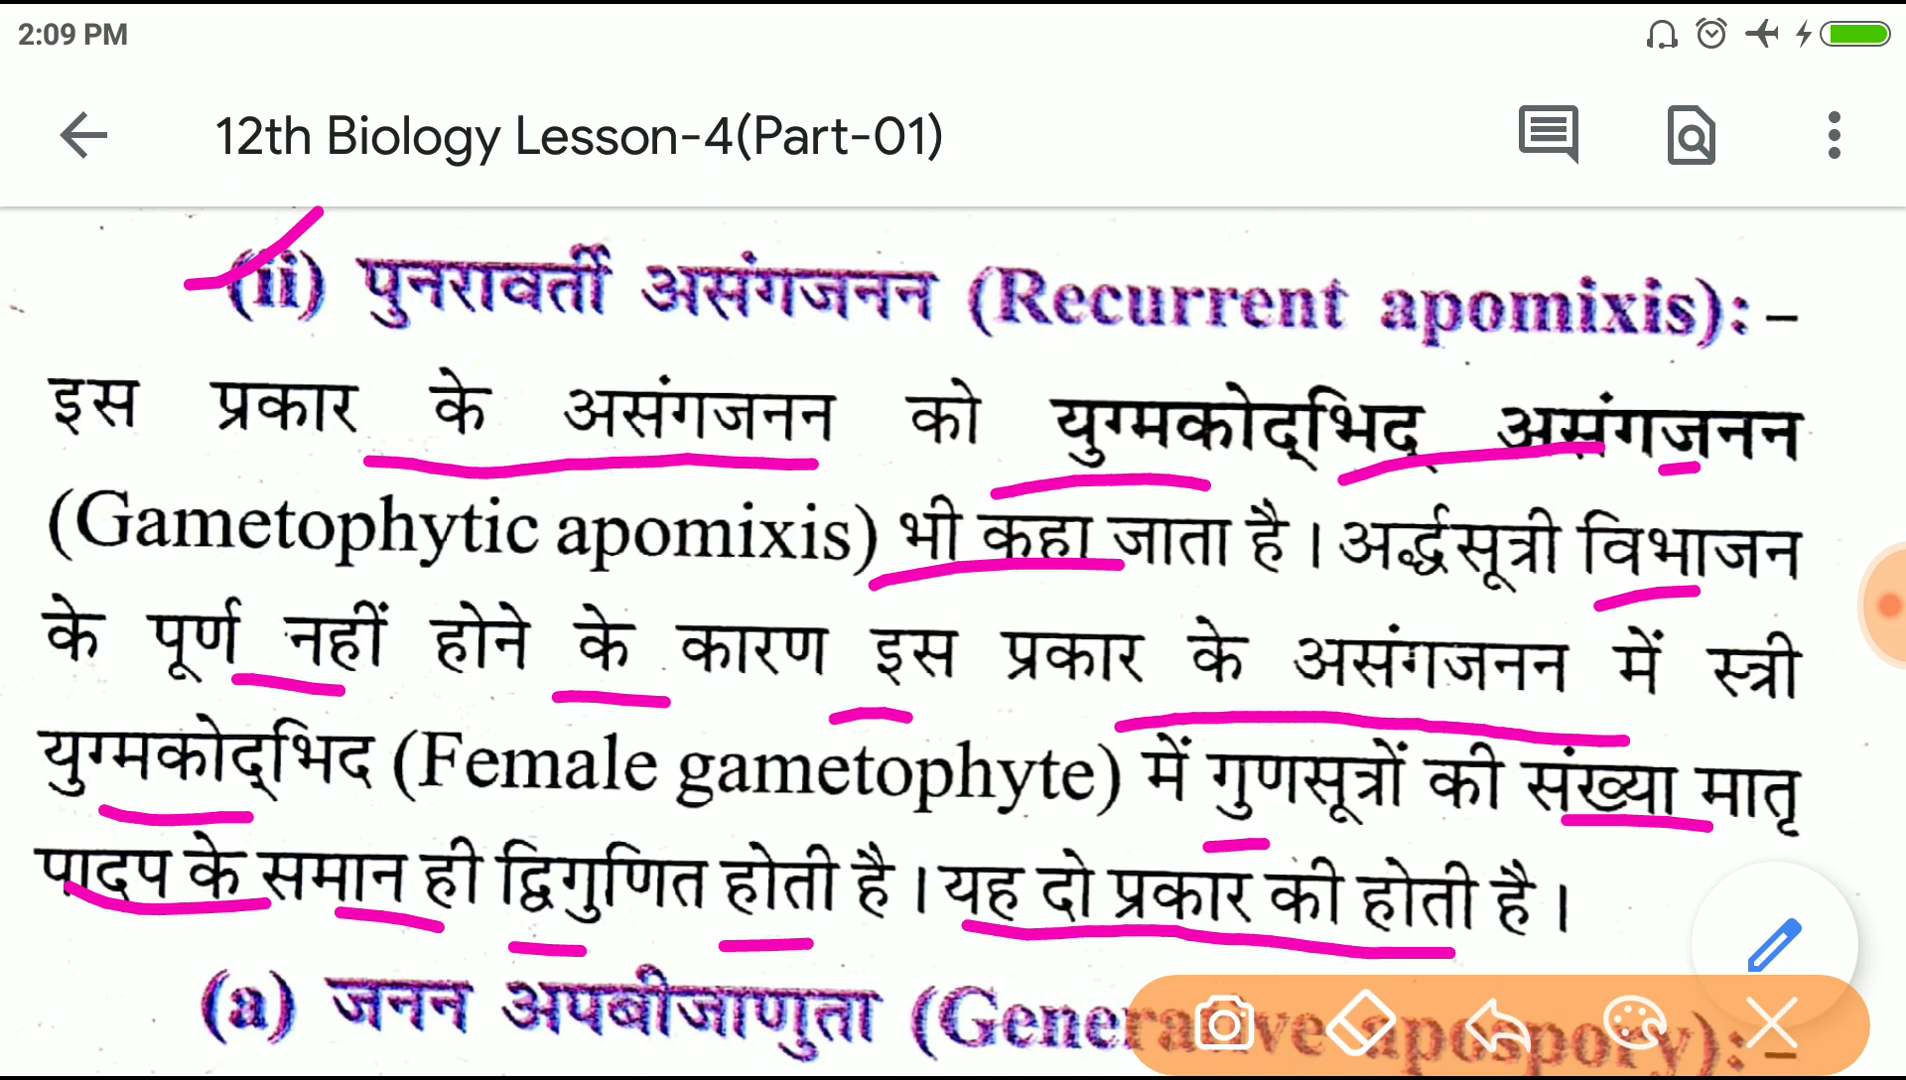 2:09 PM
12th Biology Lesson-4(Part-01)
(ii) पुनरावर्ती असंगजनन (Recurrent apomixis): –
इस प्रकार के असंगजनन को युग्मकोद्भिद् असंगजनन
(Gametophytic apomixis) भी कहा जाता है। अर्द्धसूत्री विभाजन
के पूर्ण नहीं होने के कारण इस प्रकार के असंगजनन में स्त्री
युग्मकोद्भिद (Female gametophyte) में गुणसूत्रों की संख्या मातृ
पादप के समान ही द्विगुणित होती है। यह दो प्रकार की होती है।
(a) जनन अपबीजाणुता (Generative apospory): –